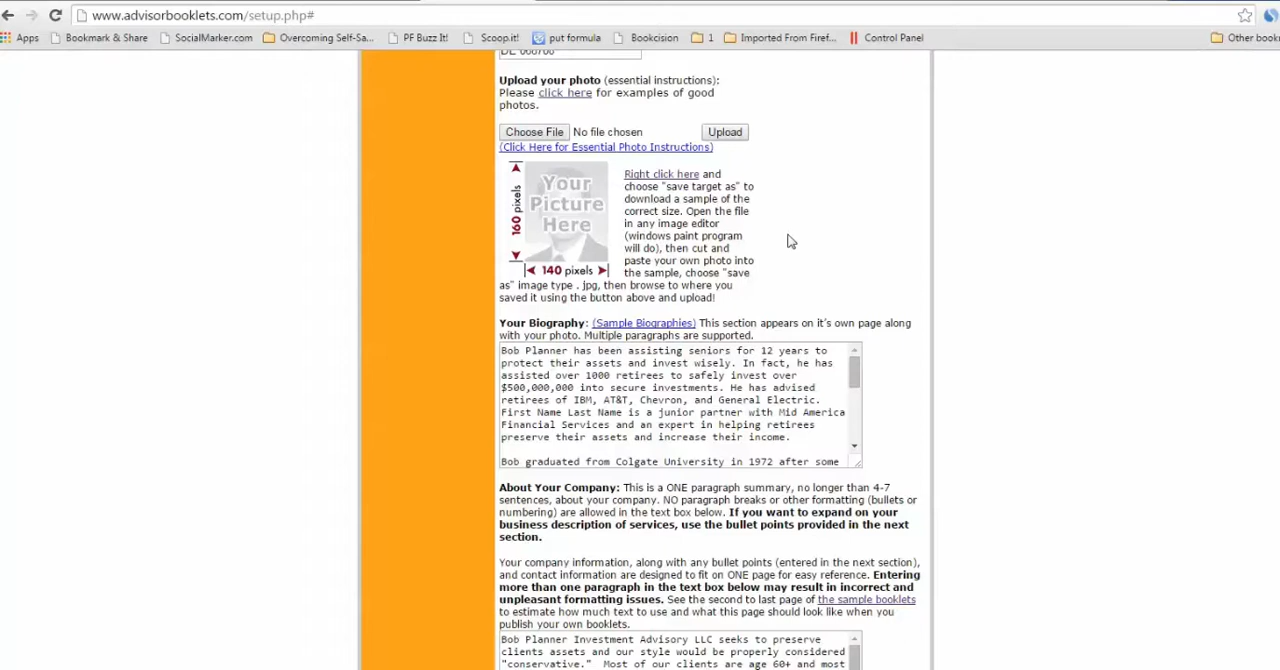 www.advisorbooklets.com/setup.php#
Apps Bookmark & Share SocialMarker.com Overcoming Self-Sa... PF Buzz It! Scoop.it! put formula Bookcision 1 Imported From Firef... Control Panel Other book
Upload your photo (essential instructions):
Please click here for examples of good
photos.
Choose File No file chosen Upload
(Click Here for Essential Photo Instructions)
160 pixels
Your
Picture
Here
140 pixels
Right click here and
choose "save target as" to
download a sample of the
correct size. Open the file
in any image editor
(windows paint program
will do), then cut and
paste your own photo into
the sample, choose "save
as" image type . jpg, then browse to where you
saved it using the button above and upload!
Your Biography: (Sample Biographies) This section appears on it's own page along
with your photo. Multiple paragraphs are supported.
Bob Planner has been assisting seniors for 12 years to
protect their assets and invest wisely. In fact, he has
assisted over 1000 retirees to safely invest over
$500,000,000 into secure investments. He has advised
retirees of IBM, AT&T, Chevron, and General Electric.
First Name Last Name is a junior partner with Mid America
Financial Services and an expert in helping retirees
preserve their assets and increase their income.
Bob graduated from Colgate University in 1972 after some
About Your Company: This is a ONE paragraph summary, no longer than 4-7
sentences, about your company. NO paragraph breaks or other formatting (bullets or
numbering) are allowed in the text box below. If you want to expand on your
business description of services, use the bullet points provided in the next
section.
Your company information, along with any bullet points (entered in the next section),
and contact information are designed to fit on ONE page for easy reference. Entering
more than one paragraph in the text box below may result in incorrect and
unpleasant formatting issues. See the second to last page of the sample booklets
to estimate how much text to use and what this page should look like when you
publish your own booklets.
Bob Planner Investment Advisory LLC seeks to preserve
clients assets and our style would be properly considered
"conservative." Most of our clients are age 60+ and most